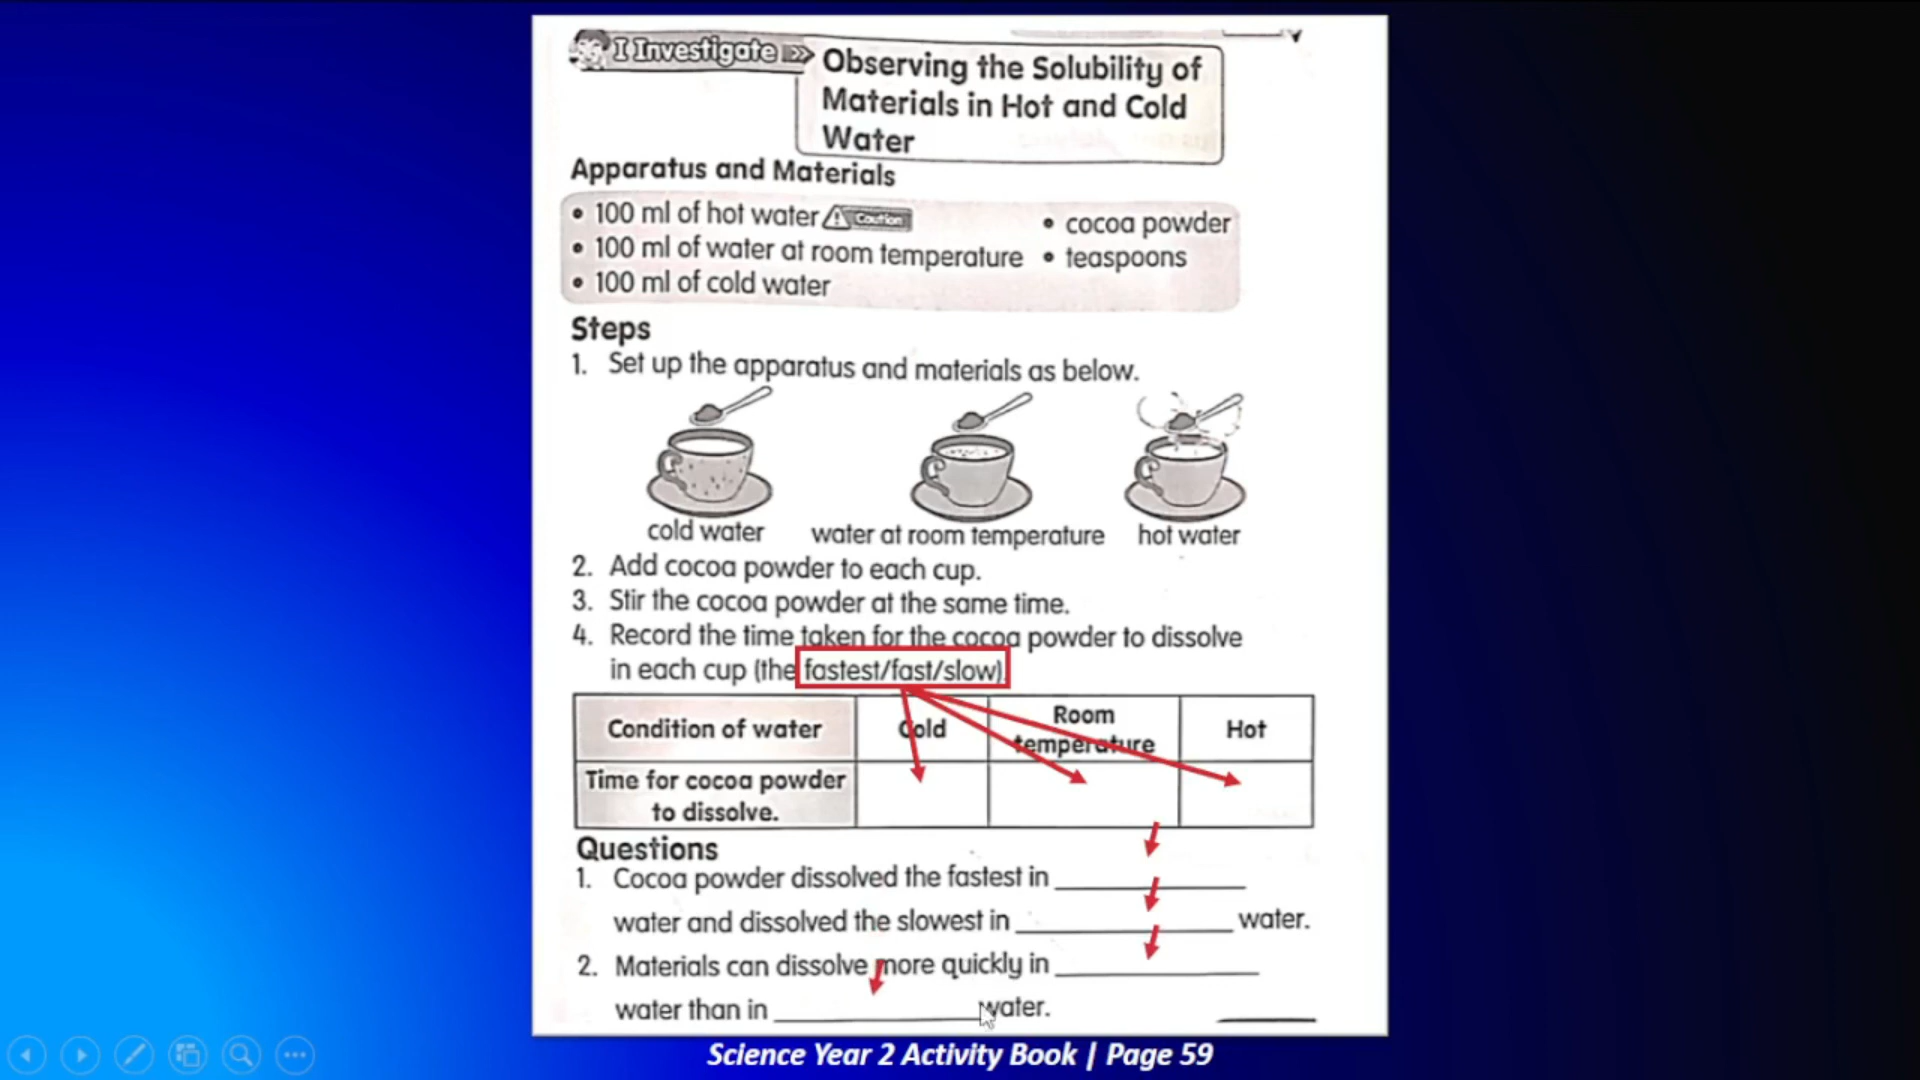 I Investigate
Observing the Solubility of
Materials in Hot and Cold
Water
Apparatus and Materials
• 100 ml of hot water Caution
• 100 ml of water at room temperature
• 100 ml of cold water
• cocoa powder
• teaspoons
Steps
1. Set up the apparatus and materials as below.
cold water
water at room temperature
hot water
2. Add cocoa powder to each cup.
3. Stir the cocoa powder at the same time.
4. Record the time taken for the cocoa powder to dissolve
in each cup (the fastest/fast/slow).
Condition of water
Cold
Room
temperature
Hot
Time for cocoa powder
to dissolve.
Questions
1. Cocoa powder dissolved the fastest in ____________
water and dissolved the slowest in ____________ water.
2. Materials can dissolve more quickly in ____________
water than in ____________ water.
Science Year 2 Activity Book | Page 59